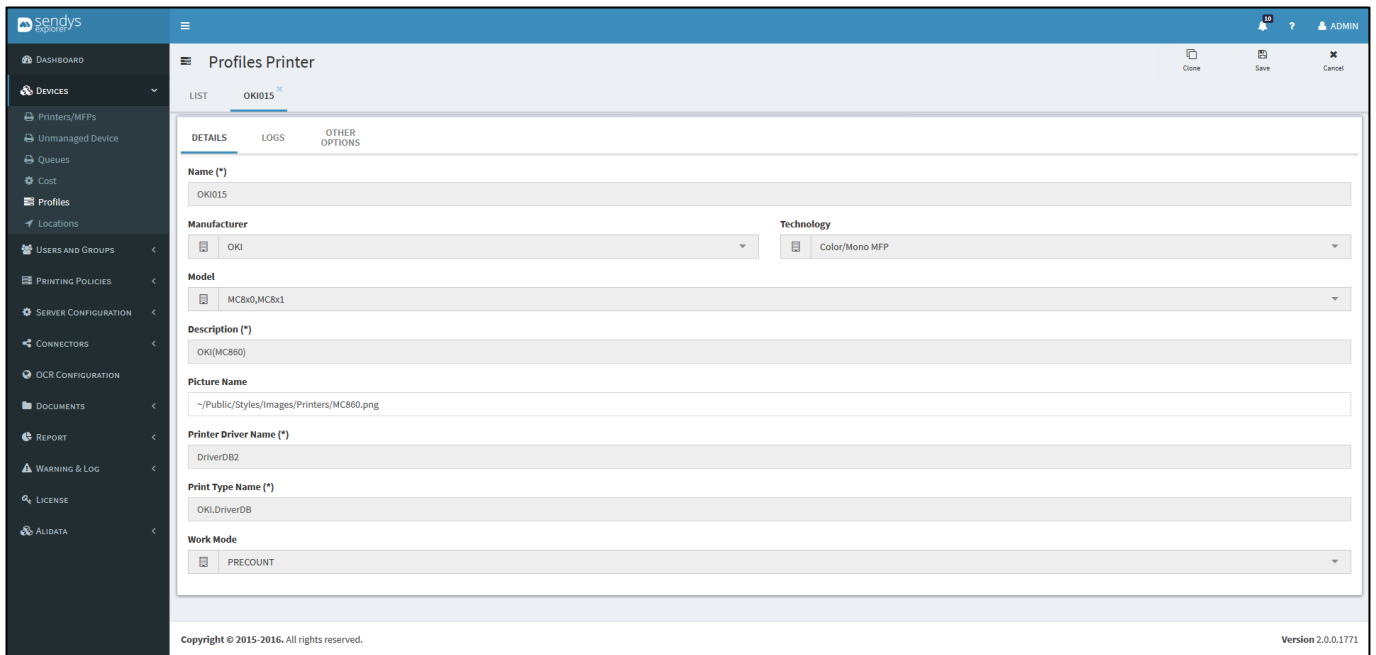 sendys
explorer
10
?
ADMIN
DASHBOARD
DEVICES
Printers/MFPs
Unmanaged Device
Queues
Cost
Profiles
Locations
USERS AND GROUPS
PRINTING POLICIES
SERVER CONFIGURATION
CONNECTORS
OCR CONFIGURATION
DOCUMENTS
REPORT
WARNING & LOG
LICENSE
ALIDATA
Profiles Printer
Clone
Save
Cancel
LIST
OKI015
DETAILS
LOGS
OTHER
OPTIONS
Name (*)
OKI015
Manufacturer
OKI
Technology
Color/Mono MFP
Model
MC8x0,MC8x1
Description (*)
OKI(MC860)
Picture Name
~/Public/Styles/Images/Printers/MC860.png
Printer Driver Name (*)
DriverDB2
Print Type Name (*)
OKI.DriverDB
Work Mode
PRECOUNT
Copyright © 2015-2016. All rights reserved.
Version 2.0.0.1771